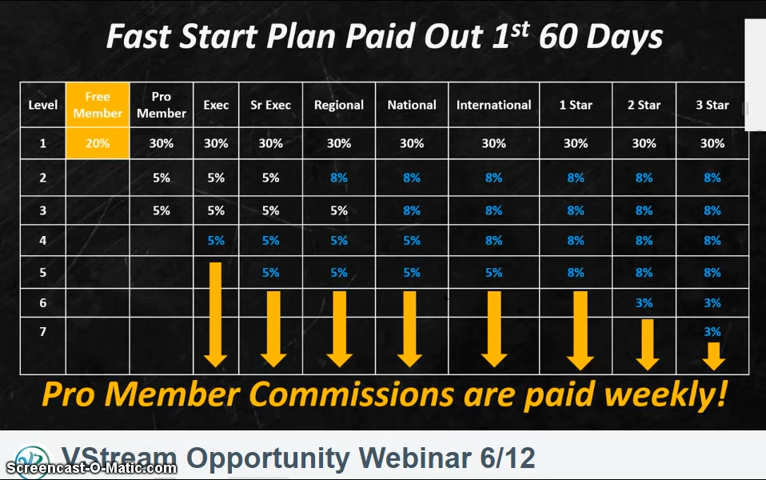 Fast Start Plan Paid Out 1st 60 Days
Level Free Member Pro Member Exec Sr Exec Regional National International 1 Star 2 Star 3 Star
1 20% 30% 30% 30% 30% 30% 30% 30% 30% 30%
2 5% 5% 5% 8% 8% 8% 8% 8% 8%
3 5% 5% 5% 5% 8% 8% 8% 8% 8%
4 5% 5% 5% 5% 8% 8% 8% 8%
5 5% 5% 5% 5% 8% 8% 8%
6 3% 3%
7 3%
Pro Member Commissions are paid weekly!
VStream Opportunity Webinar 6/12
Screencast-O-Matic.com